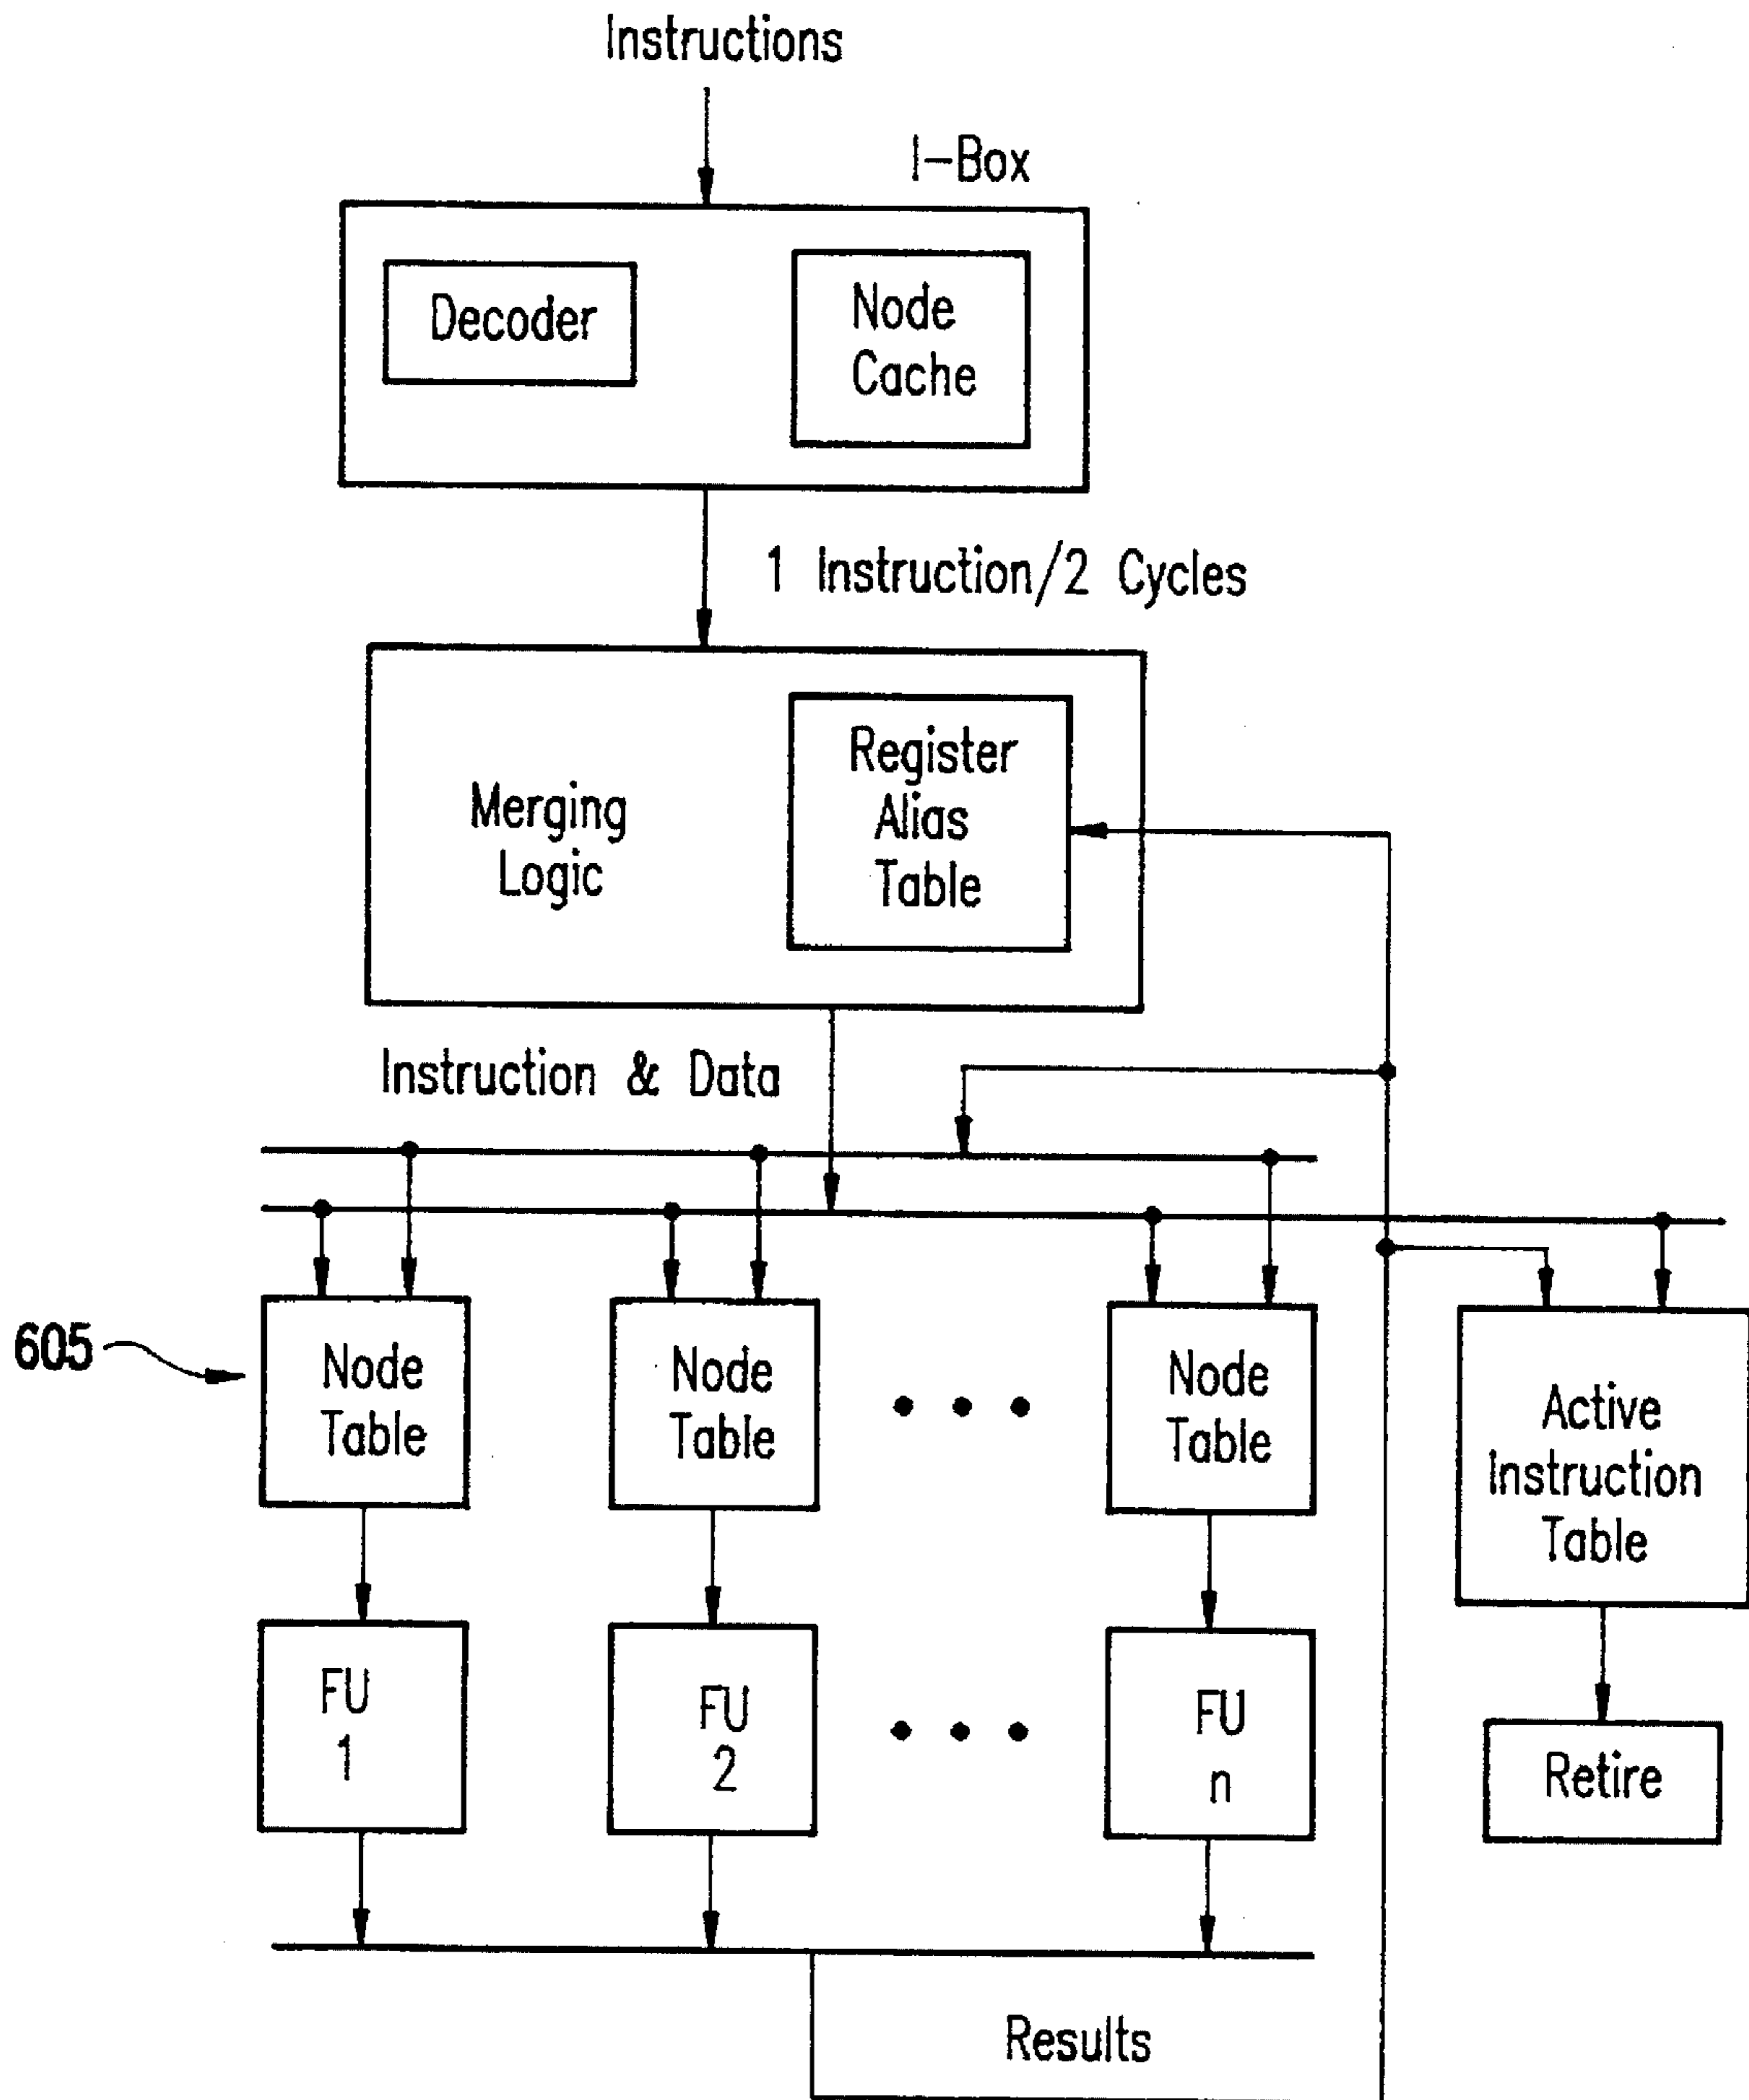 Instructions
I-Box
Decoder
Node
Cache
1 Instruction/2 Cycles
Merging
Logic
Register
Alias
Table
Instruction & Data
605
Node
Table
Node
Table
Node
Table
Active
Instruction
Table
FU
1
FU
2
FU
n
Retire
Results